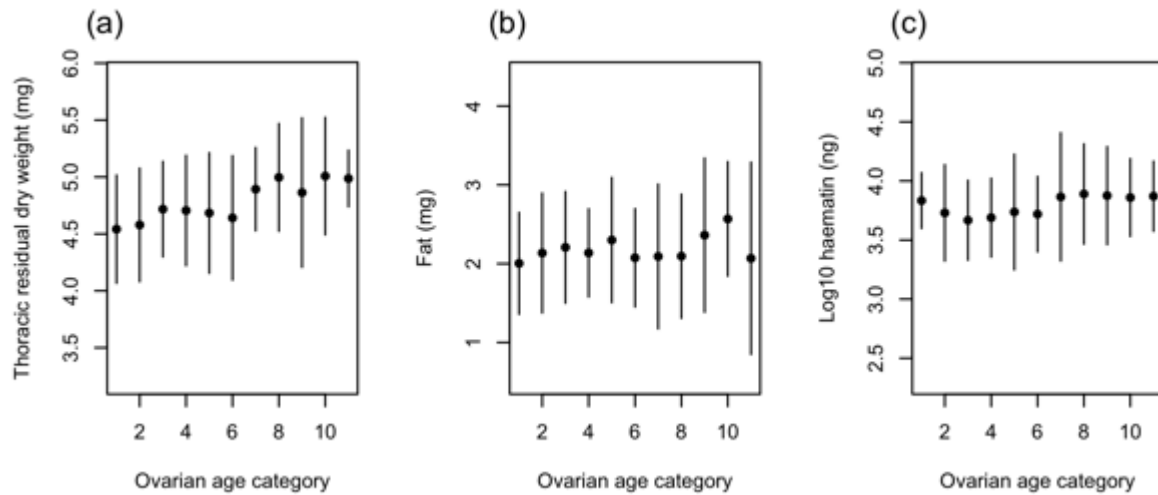 (a)
Thoracic residual dry weight (mg)
6.0
5.5
5.0
4.5
4.0
3.5
2 4 6 8 10
Ovarian age category
(b)
Fat (mg)
4
3
2
1
2 4 6 8 10
Ovarian age category
(c)
Log10 haematin (ng)
5.0
4.5
4.0
3.5
3.0
2.5
2 4 6 8 10
Ovarian age category